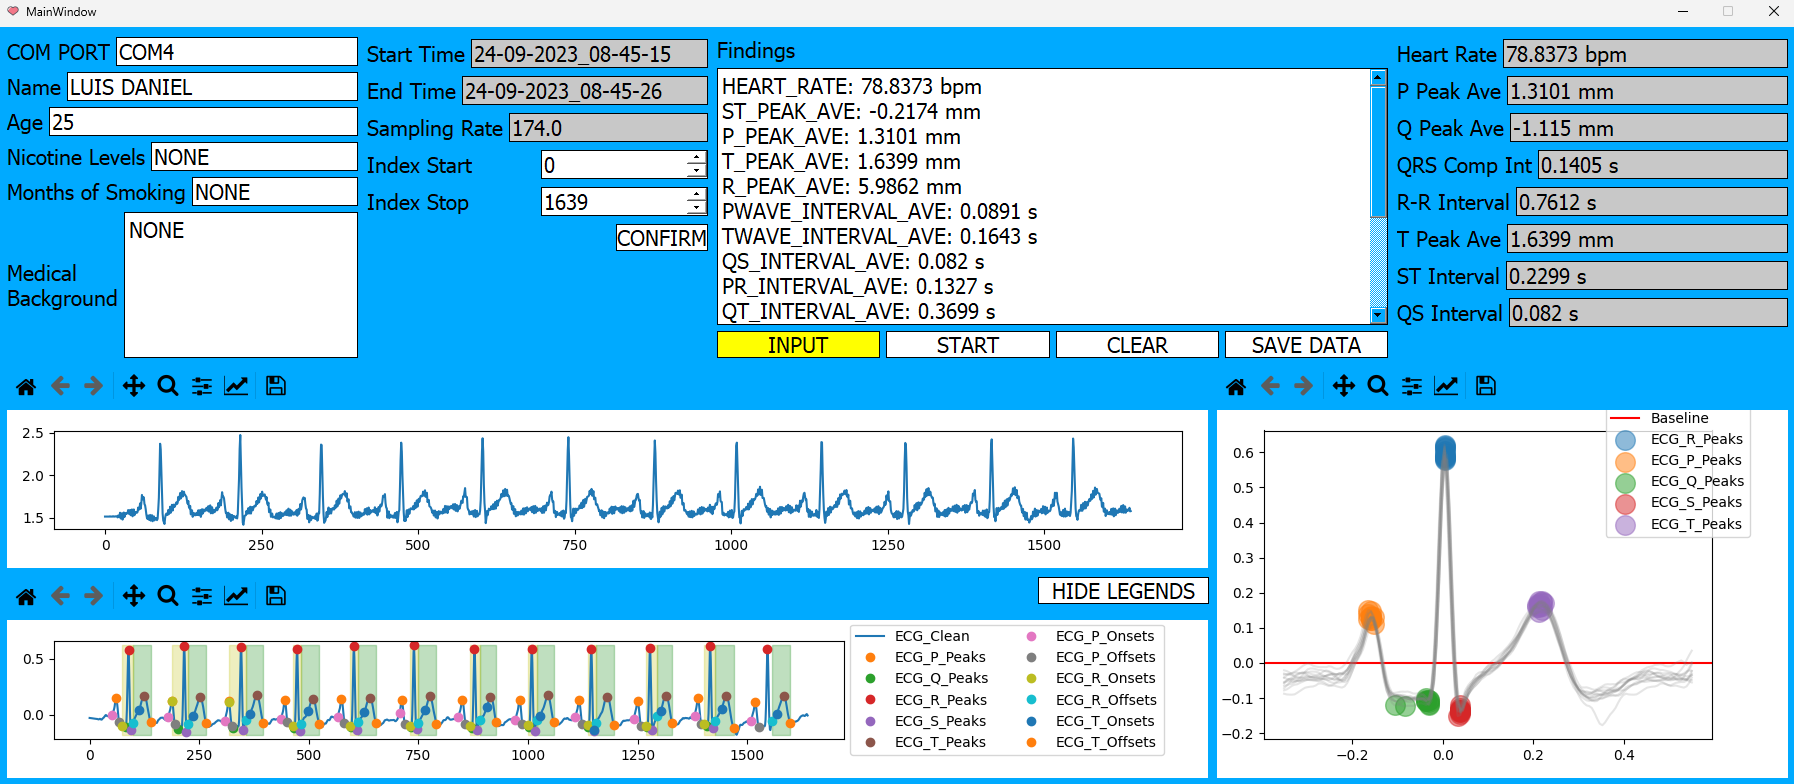 MainWindow
COM PORT COM4
Name LUIS DANIEL
Age 25
Nicotine Levels NONE
Months of Smoking NONE
Medical
Background
NONE
Start Time 24-09-2023_08-45-15
End Time 24-09-2023_08-45-26
Sampling Rate 174.0
Index Start 0
Index Stop 1639
CONFIRM
Findings
HEART_RATE: 78.8373 bpm
ST_PEAK_AVE: -0.2174 mm
P_PEAK_AVE: 1.3101 mm
T_PEAK_AVE: 1.6399 mm
R_PEAK_AVE: 5.9862 mm
PWAVE_INTERVAL_AVE: 0.0891 s
TWAVE_INTERVAL_AVE: 0.1643 s
QS_INTERVAL_AVE: 0.082 s
PR_INTERVAL_AVE: 0.1327 s
QT_INTERVAL_AVE: 0.3699 s
INPUT
START
CLEAR
SAVE DATA
Heart Rate 78.8373 bpm
P Peak Ave 1.3101 mm
Q Peak Ave -1.115 mm
QRS Comp Int 0.1405 s
R-R Interval 0.7612 s
T Peak Ave 1.6399 mm
ST Interval 0.2299 s
QS Interval 0.082 s
2.5
2.0
1.5
0 250 500 750 1000 1250 1500
HIDE LEGENDS
0.5
0.0
0 250 500 750 1000 1250 1500
ECG_Clean
ECG_P_Peaks
ECG_Q_Peaks
ECG_R_Peaks
ECG_S_Peaks
ECG_T_Peaks
ECG_P_Onsets
ECG_P_Offsets
ECG_R_Onsets
ECG_R_Offsets
ECG_T_Onsets
ECG_T_Offsets
Baseline
ECG_R_Peaks
ECG_P_Peaks
ECG_Q_Peaks
ECG_S_Peaks
ECG_T_Peaks
0.6
0.5
0.4
0.3
0.2
0.1
0.0
−0.1
−0.2
−0.2 0.0 0.2 0.4